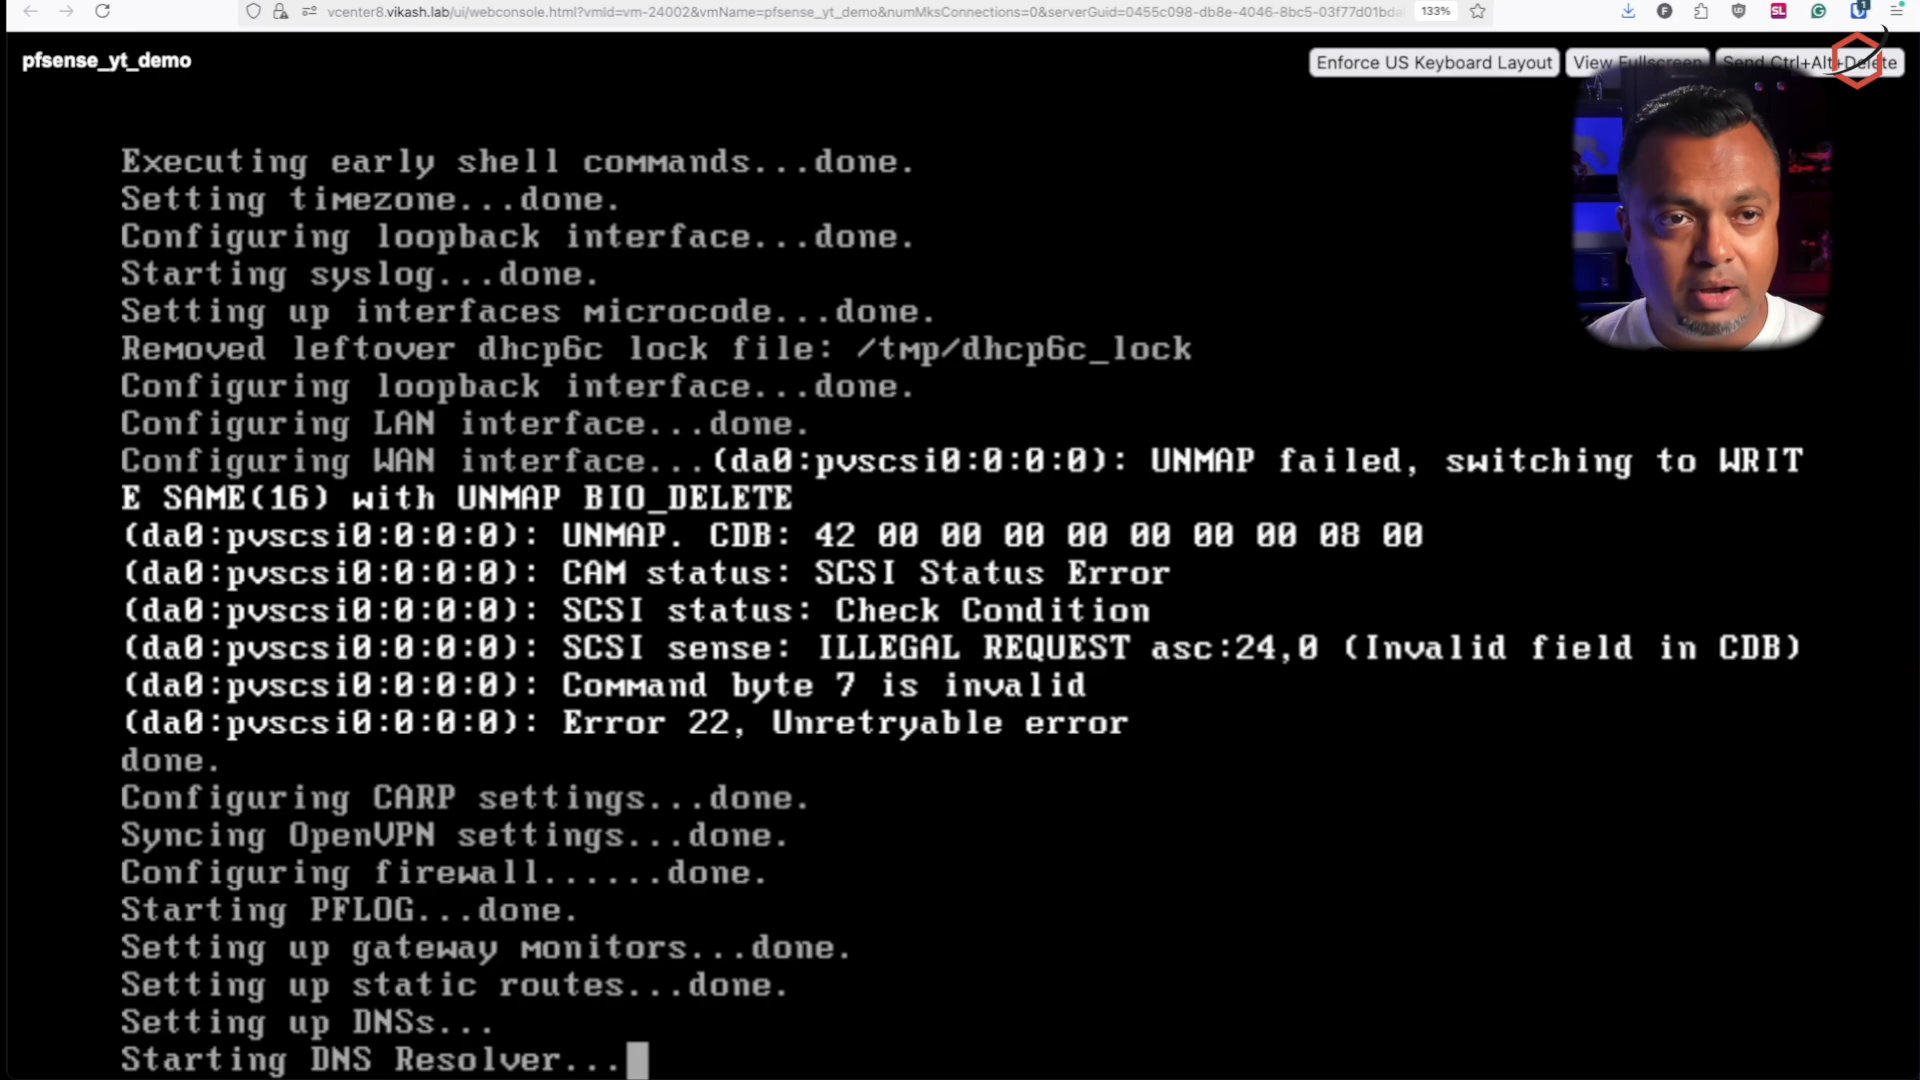 vcenter8.vikash.lab/ui/webconsole.html?vmId=vm-24002&vmName=pfsense_yt_demo&numMksConnections=0&serverGuid=0455c098-db8e-4046-8bc5-03f77d01bda
133%
SL
1
pfsense_yt_demo
Enforce US Keyboard Layout
View Fullscreen
Send Ctrl+Alt+Delete
Executing early shell commands...done.
Setting timezone...done.
Configuring loopback interface...done.
Starting syslog...done.
Setting up interfaces microcode...done.
Removed leftover dhcp6c lock file: /tmp/dhcp6c_lock
Configuring loopback interface...done.
Configuring LAN interface...done.
Configuring WAN interface...(da0:pvscsi0:0:0:0): UNMAP failed, switching to WRIT
E SAME(16) with UNMAP BIO_DELETE
(da0:pvscsi0:0:0:0): UNMAP. CDB: 42 00 00 00 00 00 00 00 08 00
(da0:pvscsi0:0:0:0): CAM status: SCSI Status Error
(da0:pvscsi0:0:0:0): SCSI status: Check Condition
(da0:pvscsi0:0:0:0): SCSI sense: ILLEGAL REQUEST asc:24,0 (Invalid field in CDB)
(da0:pvscsi0:0:0:0): Command byte 7 is invalid
(da0:pvscsi0:0:0:0): Error 22, Unretryable error
done.
Configuring CARP settings...done.
Syncing OpenVPN settings...done.
Configuring firewall......done.
Starting PFLOG...done.
Setting up gateway monitors...done.
Setting up static routes...done.
Setting up DNSs...
Starting DNS Resolver...